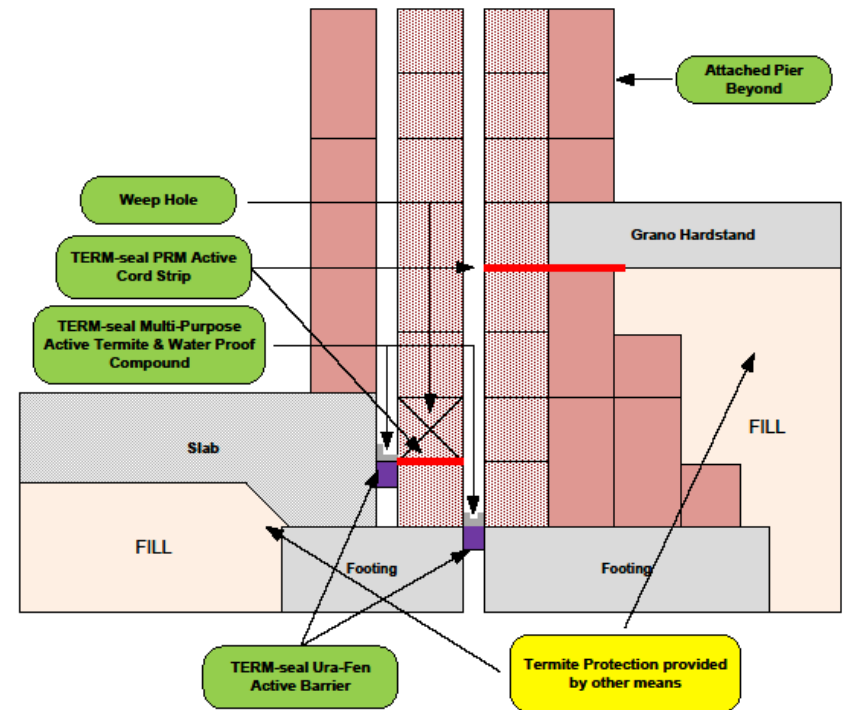 Attached Pier
Beyond
Weep Hole
Grano Hardstand
TERM-seal PRM Active
Cord Strip
TERM-seal Multi-Purpose
Active Termite & Water Proof
Compound
Slab
FILL
FILL
Footing
Footing
TERM-seal Ura-Fen
Active Barrier
Termite Protection provided
by other means